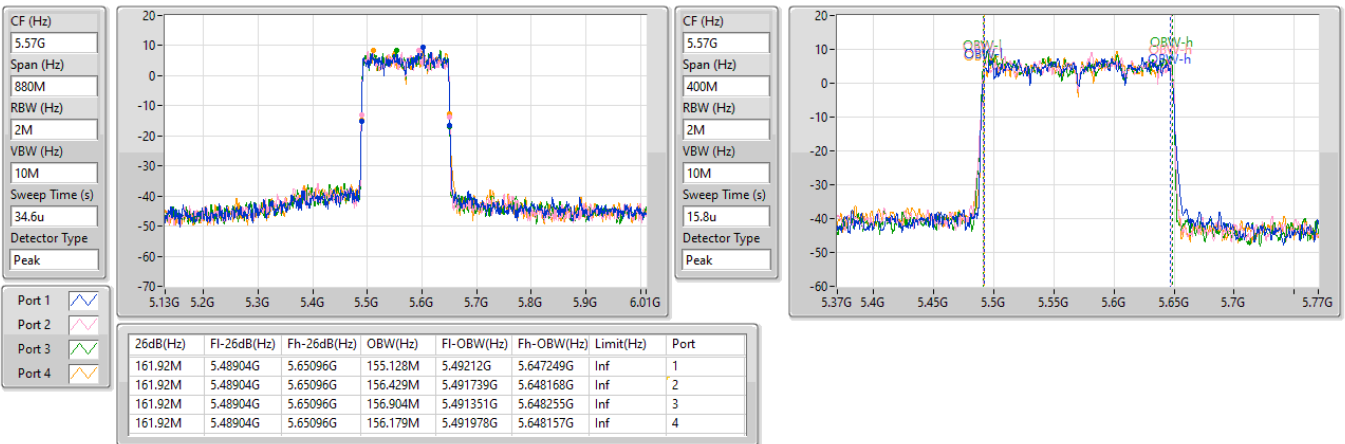 CF (Hz)
5.57G
Span (Hz)
880M
RBW (Hz)
2M
VBW (Hz)
10M
Sweep Time (s)
34.6u
Detector Type
Peak
20-
10-
0-
-10-
-20-
-30-
-40-
-50-
-60-
-70-
5.13G 5.2G 5.3G 5.4G 5.5G 5.6G 5.7G 5.8G 5.9G 6.01G
CF (Hz)
5.57G
Span (Hz)
400M
RBW (Hz)
2M
VBW (Hz)
10M
Sweep Time (s)
15.8u
Detector Type
Peak
20-
10-
0-
-10-
-20-
-30-
-40-
-50-
-60-
OBW-l OBW-h
OBW-l OBW-h
5.37G 5.4G 5.45G 5.5G 5.55G 5.6G 5.65G 5.7G 5.77G
Port 1
Port 2
Port 3
Port 4
26dB(Hz) Fl-26dB(Hz) Fh-26dB(Hz) OBW(Hz) Fl-OBW(Hz) Fh-OBW(Hz) Limit(Hz) Port
161.92M 5.48904G 5.65096G 155.128M 5.49212G 5.647249G Inf 1
161.92M 5.48904G 5.65096G 156.429M 5.491739G 5.648168G Inf 2
161.92M 5.48904G 5.65096G 156.904M 5.491351G 5.648255G Inf 3
161.92M 5.48904G 5.65096G 156.179M 5.491978G 5.648157G Inf 4